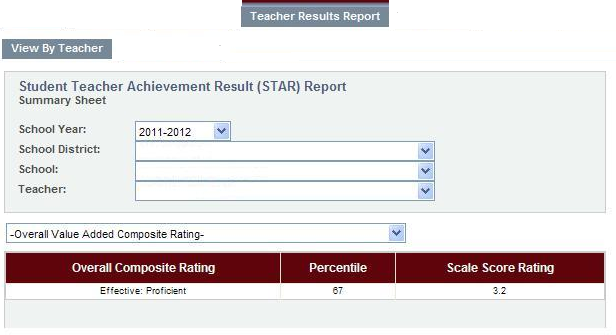 Teacher Results Report
View By Teacher
Student Teacher Achievement Result (STAR) Report
Summary Sheet
School Year: 2011-2012
School District:
School:
Teacher:
-Overall Value Added Composite Rating-
Overall Composite Rating Percentile Scale Score Rating
Effective: Proficient 67 3.2